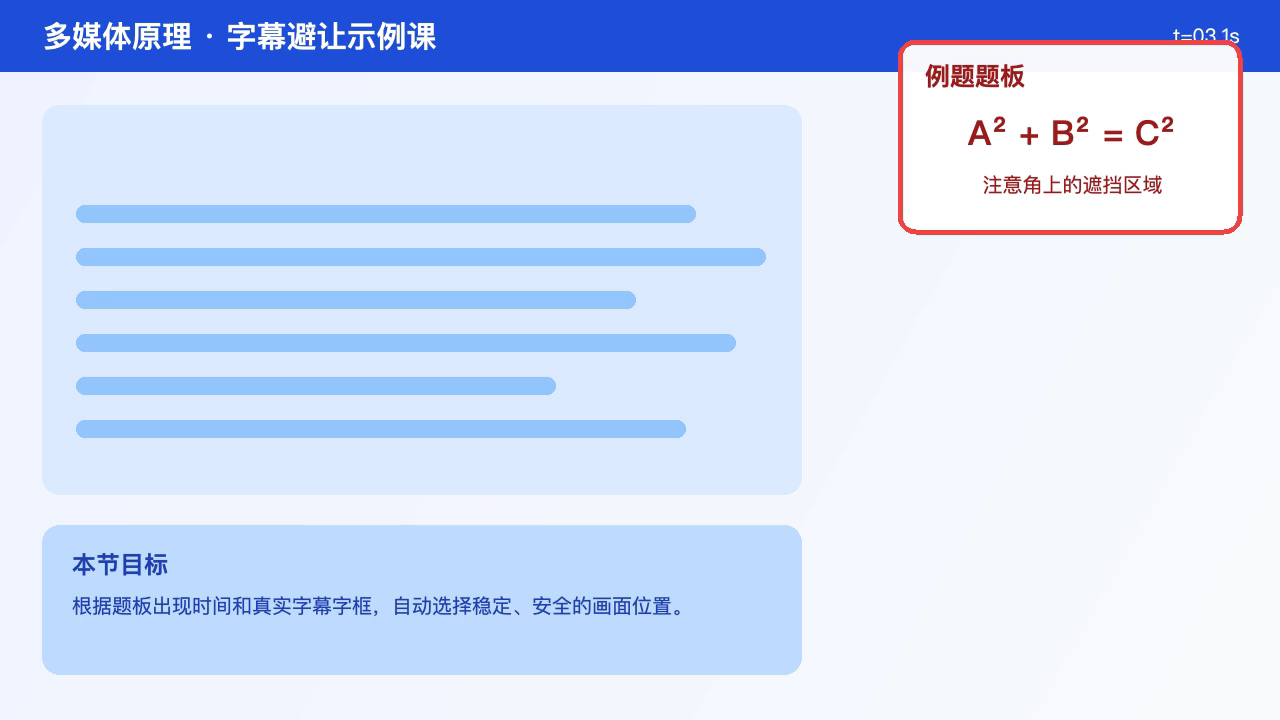 多媒体原理 · 字幕避让示例课
t=03.1s
例题题板
A² + B² = C²
注意角上的遮挡区域
本节目标
根据题板出现时间和真实字幕字框，自动选择稳定、安全的画面位置。